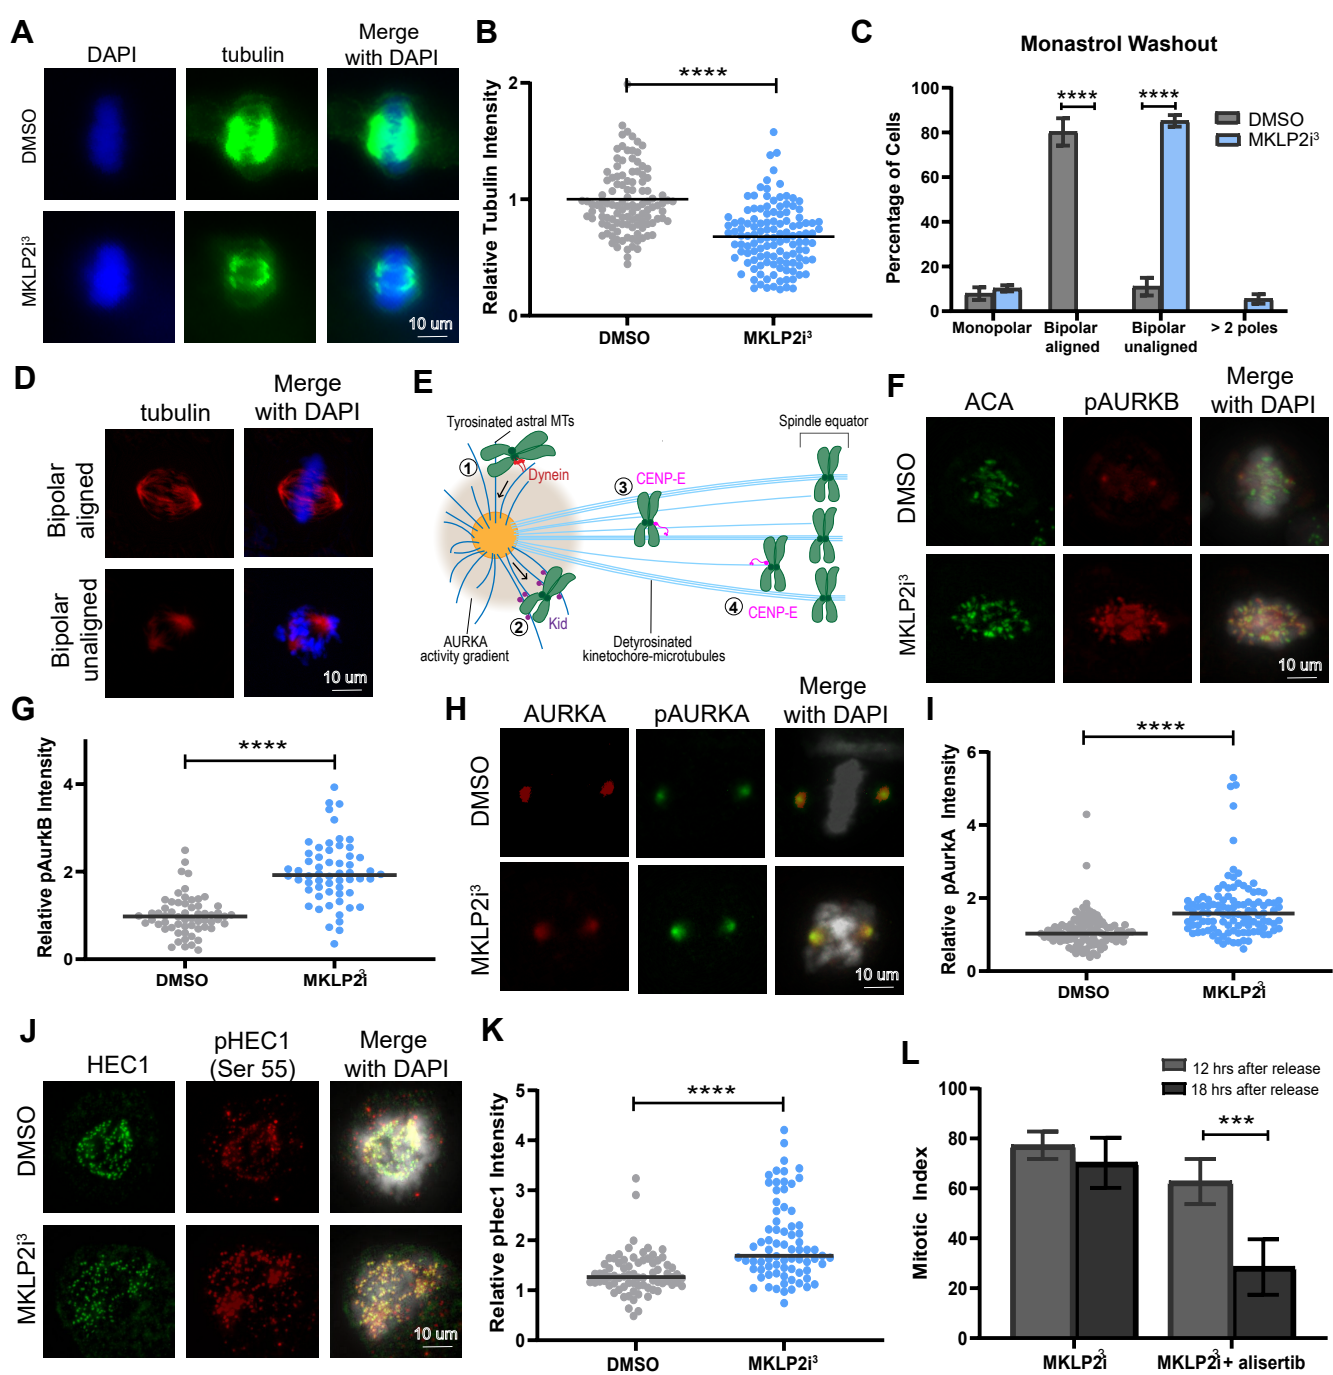 A
DAPI
tubulin
Merge
with DAPI
DMSO
MKLP2i³
10 um
B
Relative Tubulin Intensity
****
2
1
0
DMSO
MKLP2i³
C
Monastrol Washout
Percentage of Cells
100
80
60
40
20
0
****
****
DMSO
MKLP2i³
Monopolar
Bipolar
aligned
Bipolar
unaligned
> 2 poles
D
tubulin
Merge
with DAPI
Bipolar
aligned
Bipolar
unaligned
10 um
E
Tyrosinated astral MTs
Spindle equator
1
Dynein
3
CENP-E
2
Kid
4
CENP-E
AURKA
activity gradient
Detyrosinated
kinetochore-microtubules
F
ACA
pAURKB
Merge
with DAPI
DMSO
MKLP2i³
10 um
G
Relative pAurkB Intensity
****
4
2
0
DMSO
MKLP2i³
H
AURKA
pAURKA
Merge
with DAPI
DMSO
MKLP2i³
10 um
I
Relative pAurkA Intensity
****
6
4
2
0
DMSO
MKLP2i³
J
HEC1
pHEC1
(Ser 55)
Merge
with DAPI
DMSO
MKLP2i³
10 um
K
Relative pHec1 Intensity
****
5
4
3
2
1
0
DMSO
MKLP2i³
L
12 hrs after release
18 hrs after release
Mitotic Index
100
80
60
40
20
0
***
MKLP2i³
MKLP2i³+ alisertib